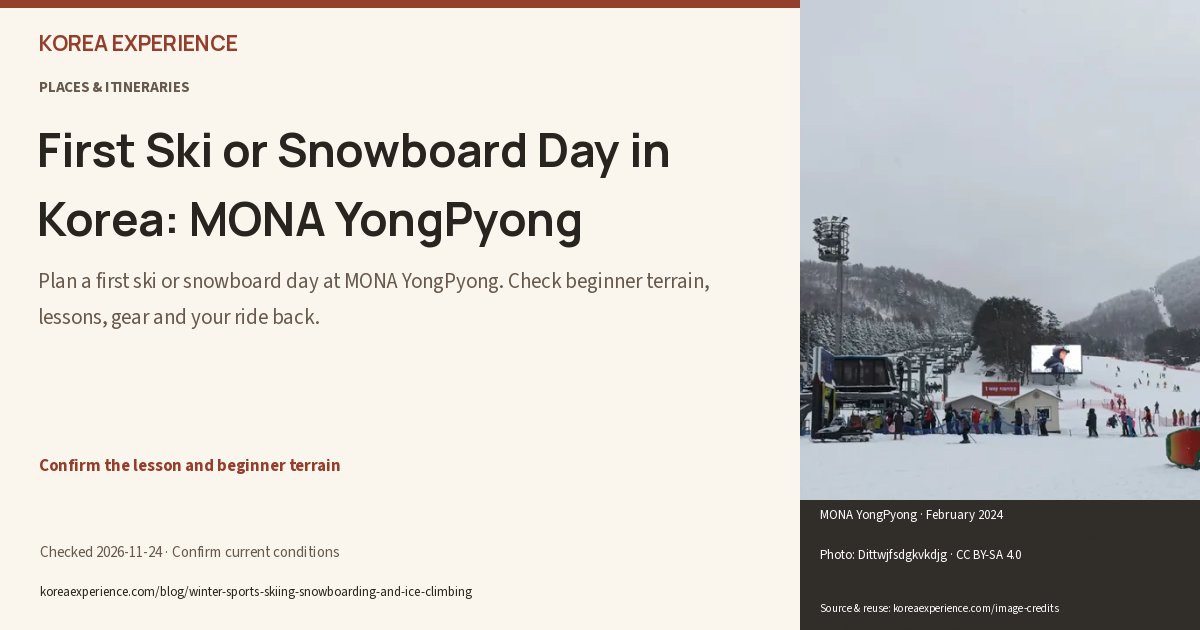 KOREA EXPERIENCE
PLACES & ITINERARIES
First Ski or Snowboard Day in
Korea: MONA YongPyong
Plan a first ski or snowboard day at MONA YongPyong. Check beginner terrain,
lessons, gear and your ride back.
Confirm the lesson and beginner terrain
Checked 2026-11-24 · Confirm current conditions
koreaexperience.com/blog/winter-sports-skiing-snowboarding-and-ice-climbing
MONA YongPyong · February 2024
Photo: Dittwjfsdgkvkdjg · CC BY-SA 4.0
Source & reuse: koreaexperience.com/image-credits